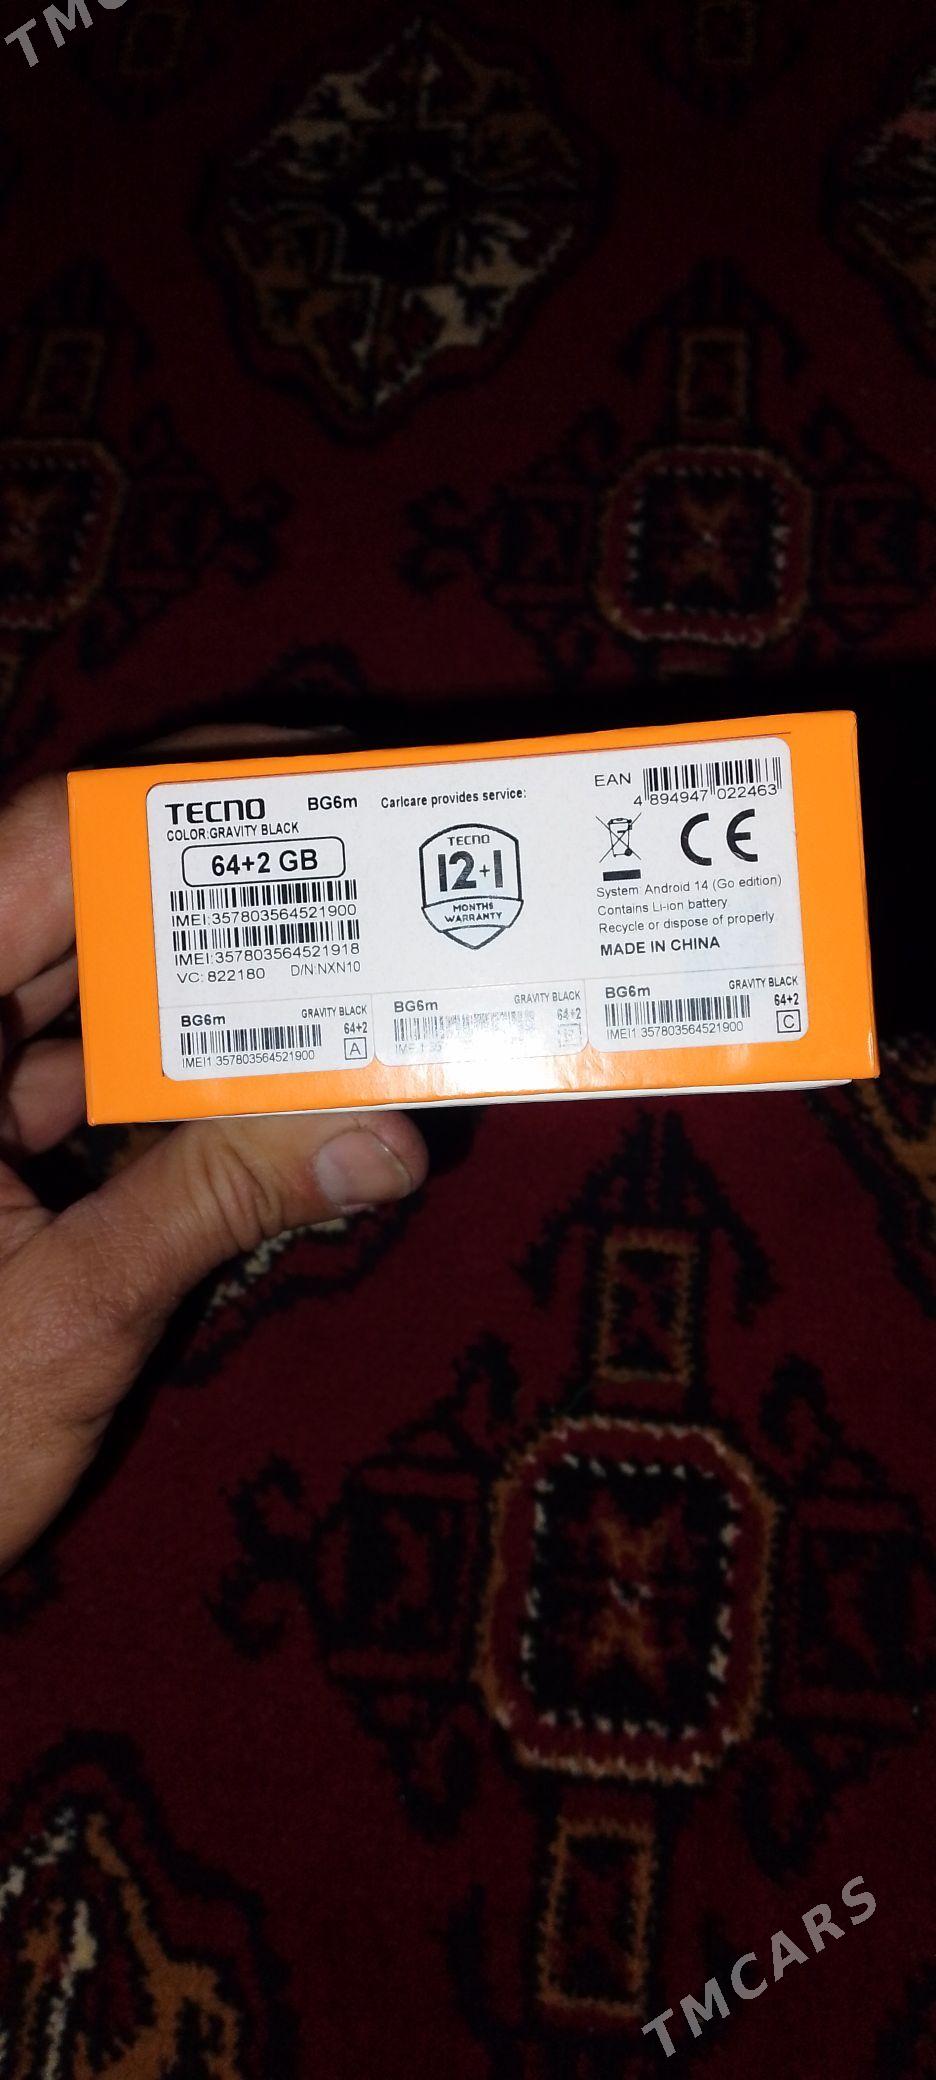 TMC
TECNO BG6m
COLOR:GRAVITY BLACK
64+2 GB
IMEI:357803564521900
IMEI:357803564521918
VC: 822180 D/N:NXN10
Carlcare provides service:
TECNO
12+1
MONTHS
WARRANTY
EAN
4 894947 022463
CE
System: Android 14 (Go edition)
Contains Li-ion battery.
Recycle or dispose of properly.
MADE IN CHINA
BG6m GRAVITY BLACK
64+2
IMEI1 357803564521900 A
BG6m GRAVITY BLACK
64+2
BG6m GRAVITY BLACK
64+2
IMEI1 357803564521900 C
TMCARS